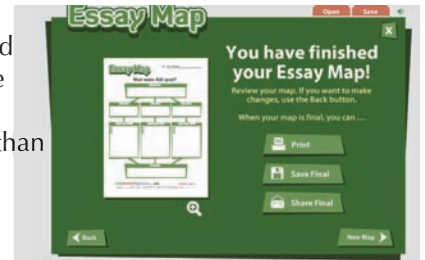 Essay Map
Open
Save
X
d
e
than
You have finished
your Essay Map!
Review your map. If you want to make
changes, use the Back button.
When your map is final, you can ....
Essay Map
Print
Save Final
Share Final
Back
New Map